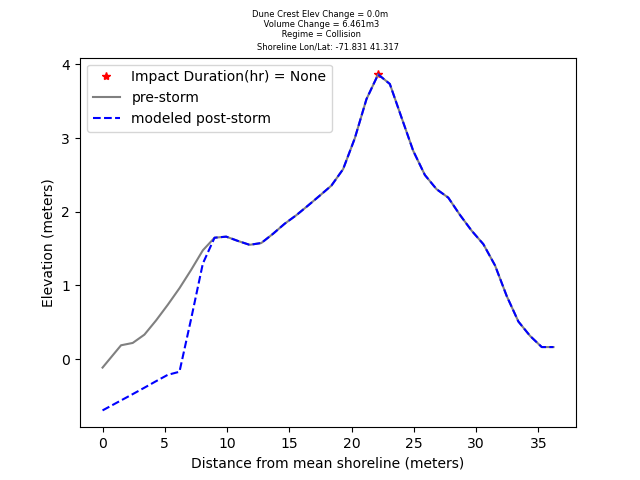 Dune Crest Elev Change = 0.0m
Volume Change = 6.461m3
Regime = Collision
Shoreline Lon/Lat: -71.831 41.317
Impact Duration(hr) = None
pre-storm
modeled post-storm
4
3
2
1
0
Elevation (meters)
0 5 10 15 20 25 30 35
Distance from mean shoreline (meters)